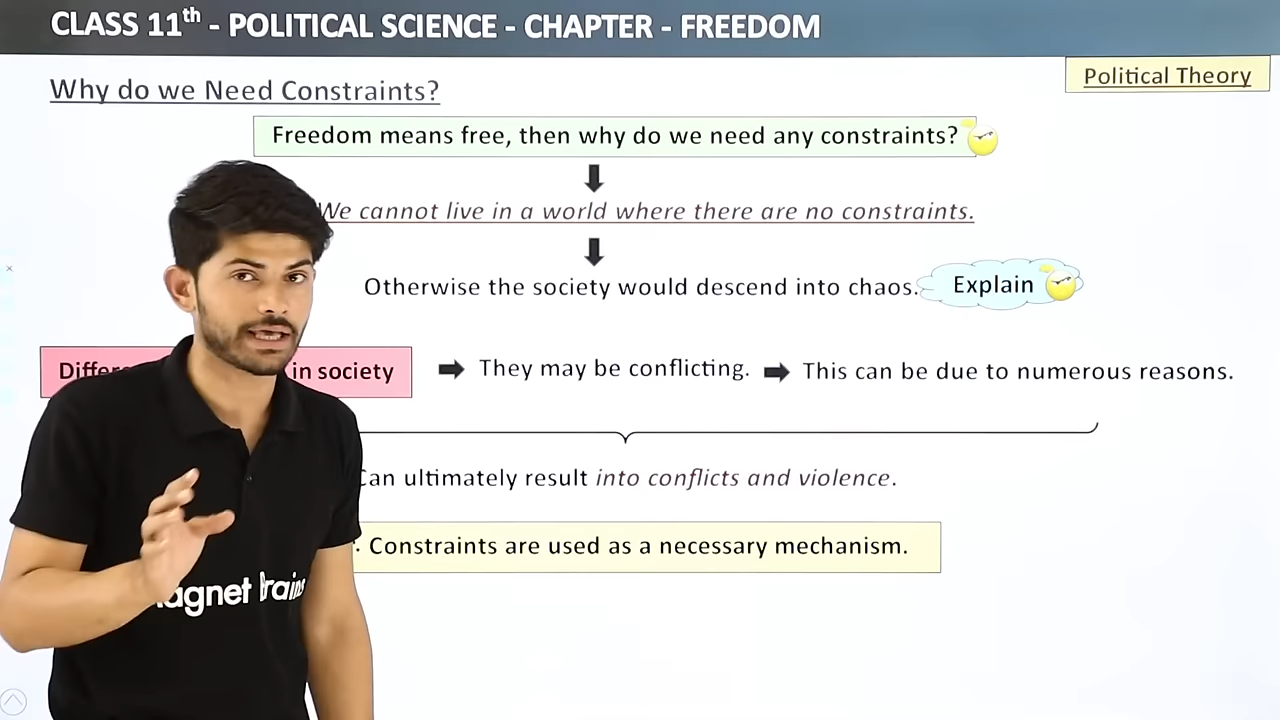 CLASS 11th - POLITICAL SCIENCE - CHAPTER - FREEDOM
Political Theory
Why do we Need Constraints?
Freedom means free, then why do we need any constraints?
We cannot live in a world where there are no constraints.
Otherwise the society would descend into chaos.
Explain
in society
They may be conflicting.
This can be due to numerous reasons.
Can ultimately result into conflicts and violence.
Constraints are used as a necessary mechanism.
agnet Brains